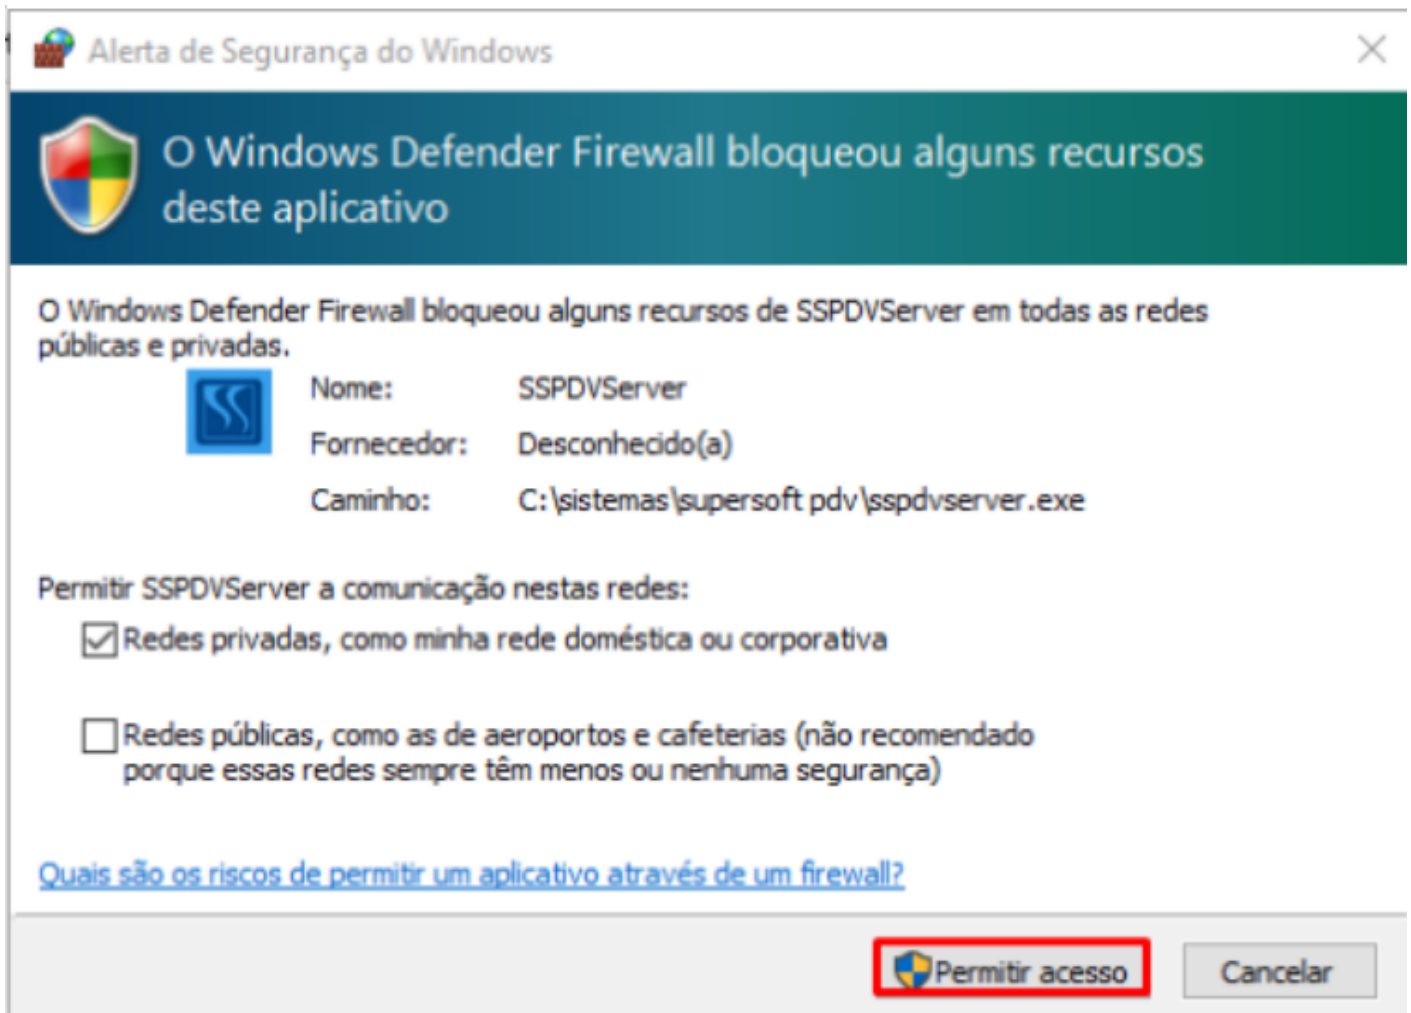 Alerta de Segurança do Windows
O Windows Defender Firewall bloqueou alguns recursos
deste aplicativo
O Windows Defender Firewall bloqueou alguns recursos de SSPDVServer em todas as redes
públicas e privadas.
Nome: SSPDVServer
Fornecedor: Desconhecido(a)
Caminho: C:\sistemas\supersoft pdv\sspdvserver.exe
Permitir SSPDVServer a comunicação nestas redes:
Redes privadas, como minha rede doméstica ou corporativa
Redes públicas, como as de aeroportos e cafeterias (não recomendado
porque essas redes sempre têm menos ou nenhuma segurança)
Quais são os riscos de permitir um aplicativo através de um firewall?
Permitir acesso Cancelar